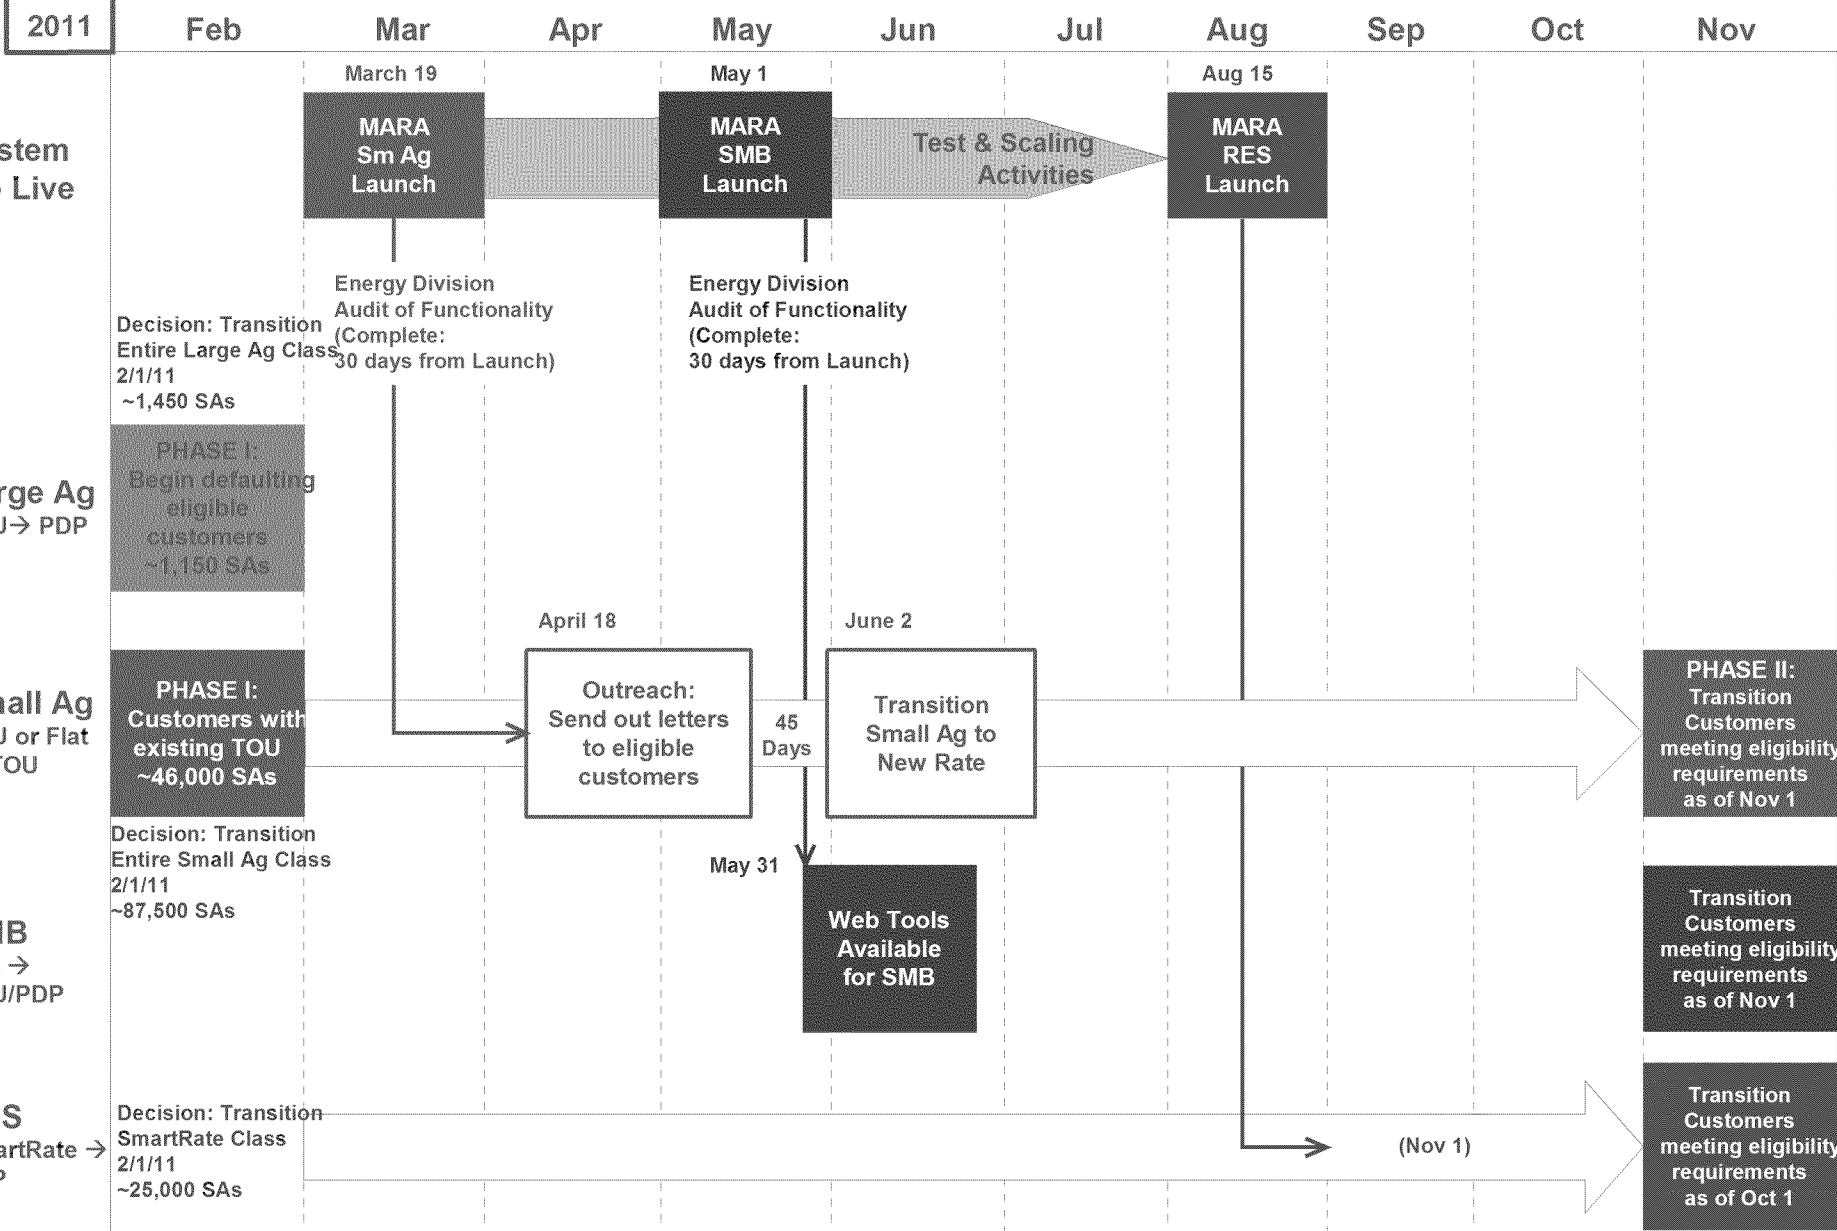 2011 Feb Mar Apr May Jun Jul Aug Sep Oct Nov
March 19
May 1
Aug 15
stem
Live
MARA
Sm Ag
Launch
MARA
SMB
Launch
Test & Scaling
Activities
MARA
RES
Launch
Energy Division
Audit of Functionality
(Complete:
30 days from Launch)
Energy Division
Audit of Functionality
(Complete:
30 days from Launch)
Decision: Transition
Entire Large Ag Class
2/1/11
~1,450 SAs
rge Ag
J→ PDP
PHASE I:
Begin defaulting
eligible
customers
~1,150 SAs
April 18
June 2
all Ag
J or Flat
TOU
PHASE I:
Customers with
existing TOU
~46,000 SAs
Outreach:
Send out letters
to eligible
customers
45
Days
Transition
Small Ag to
New Rate
PHASE II:
Transition
Customers
meeting eligibility
requirements
as of Nov 1
Decision: Transition
Entire Small Ag Class
2/1/11
~87,500 SAs
May 31
IB
→
J/PDP
Web Tools
Available
for SMB
Transition
Customers
meeting eligibility
requirements
as of Nov 1
S
artRate →
P
Decision: Transition
SmartRate Class
2/1/11
~25,000 SAs
(Nov 1)
Transition
Customers
meeting eligibility
requirements
as of Oct 1